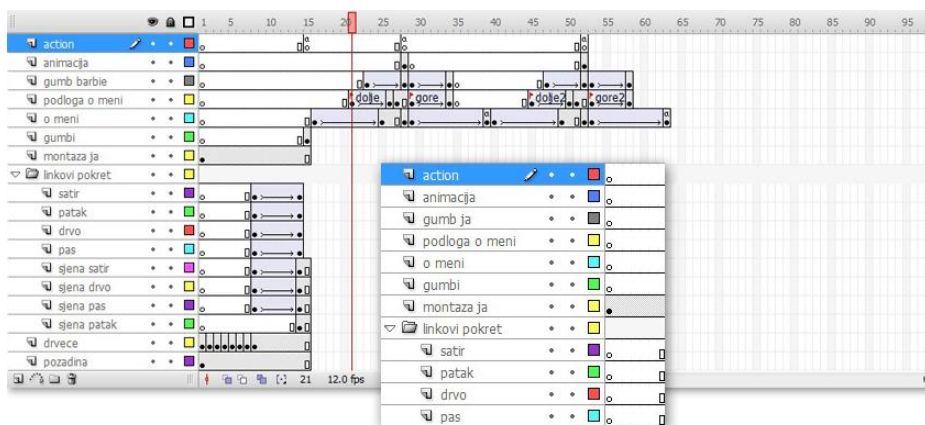 1 5 10 15 20 25 30 35 40 45 50 55 60 65 70 75 80 85 90 95
action
a a a
animacija
gumb barbie
podloga o meni
dolje gore dolje2 gore2
o meni
a a
gumbi
montaza ja
linkovi pokret
satir
patak
drvo
pas
sjena satir
sjena drvo
sjena pas
sjena patak
drvece
pozadina
21 12.0 fps
action
animacija
gumb ja
podloga o meni
o meni
gumbi
montaza ja
linkovi pokret
satir
patak
drvo
pas